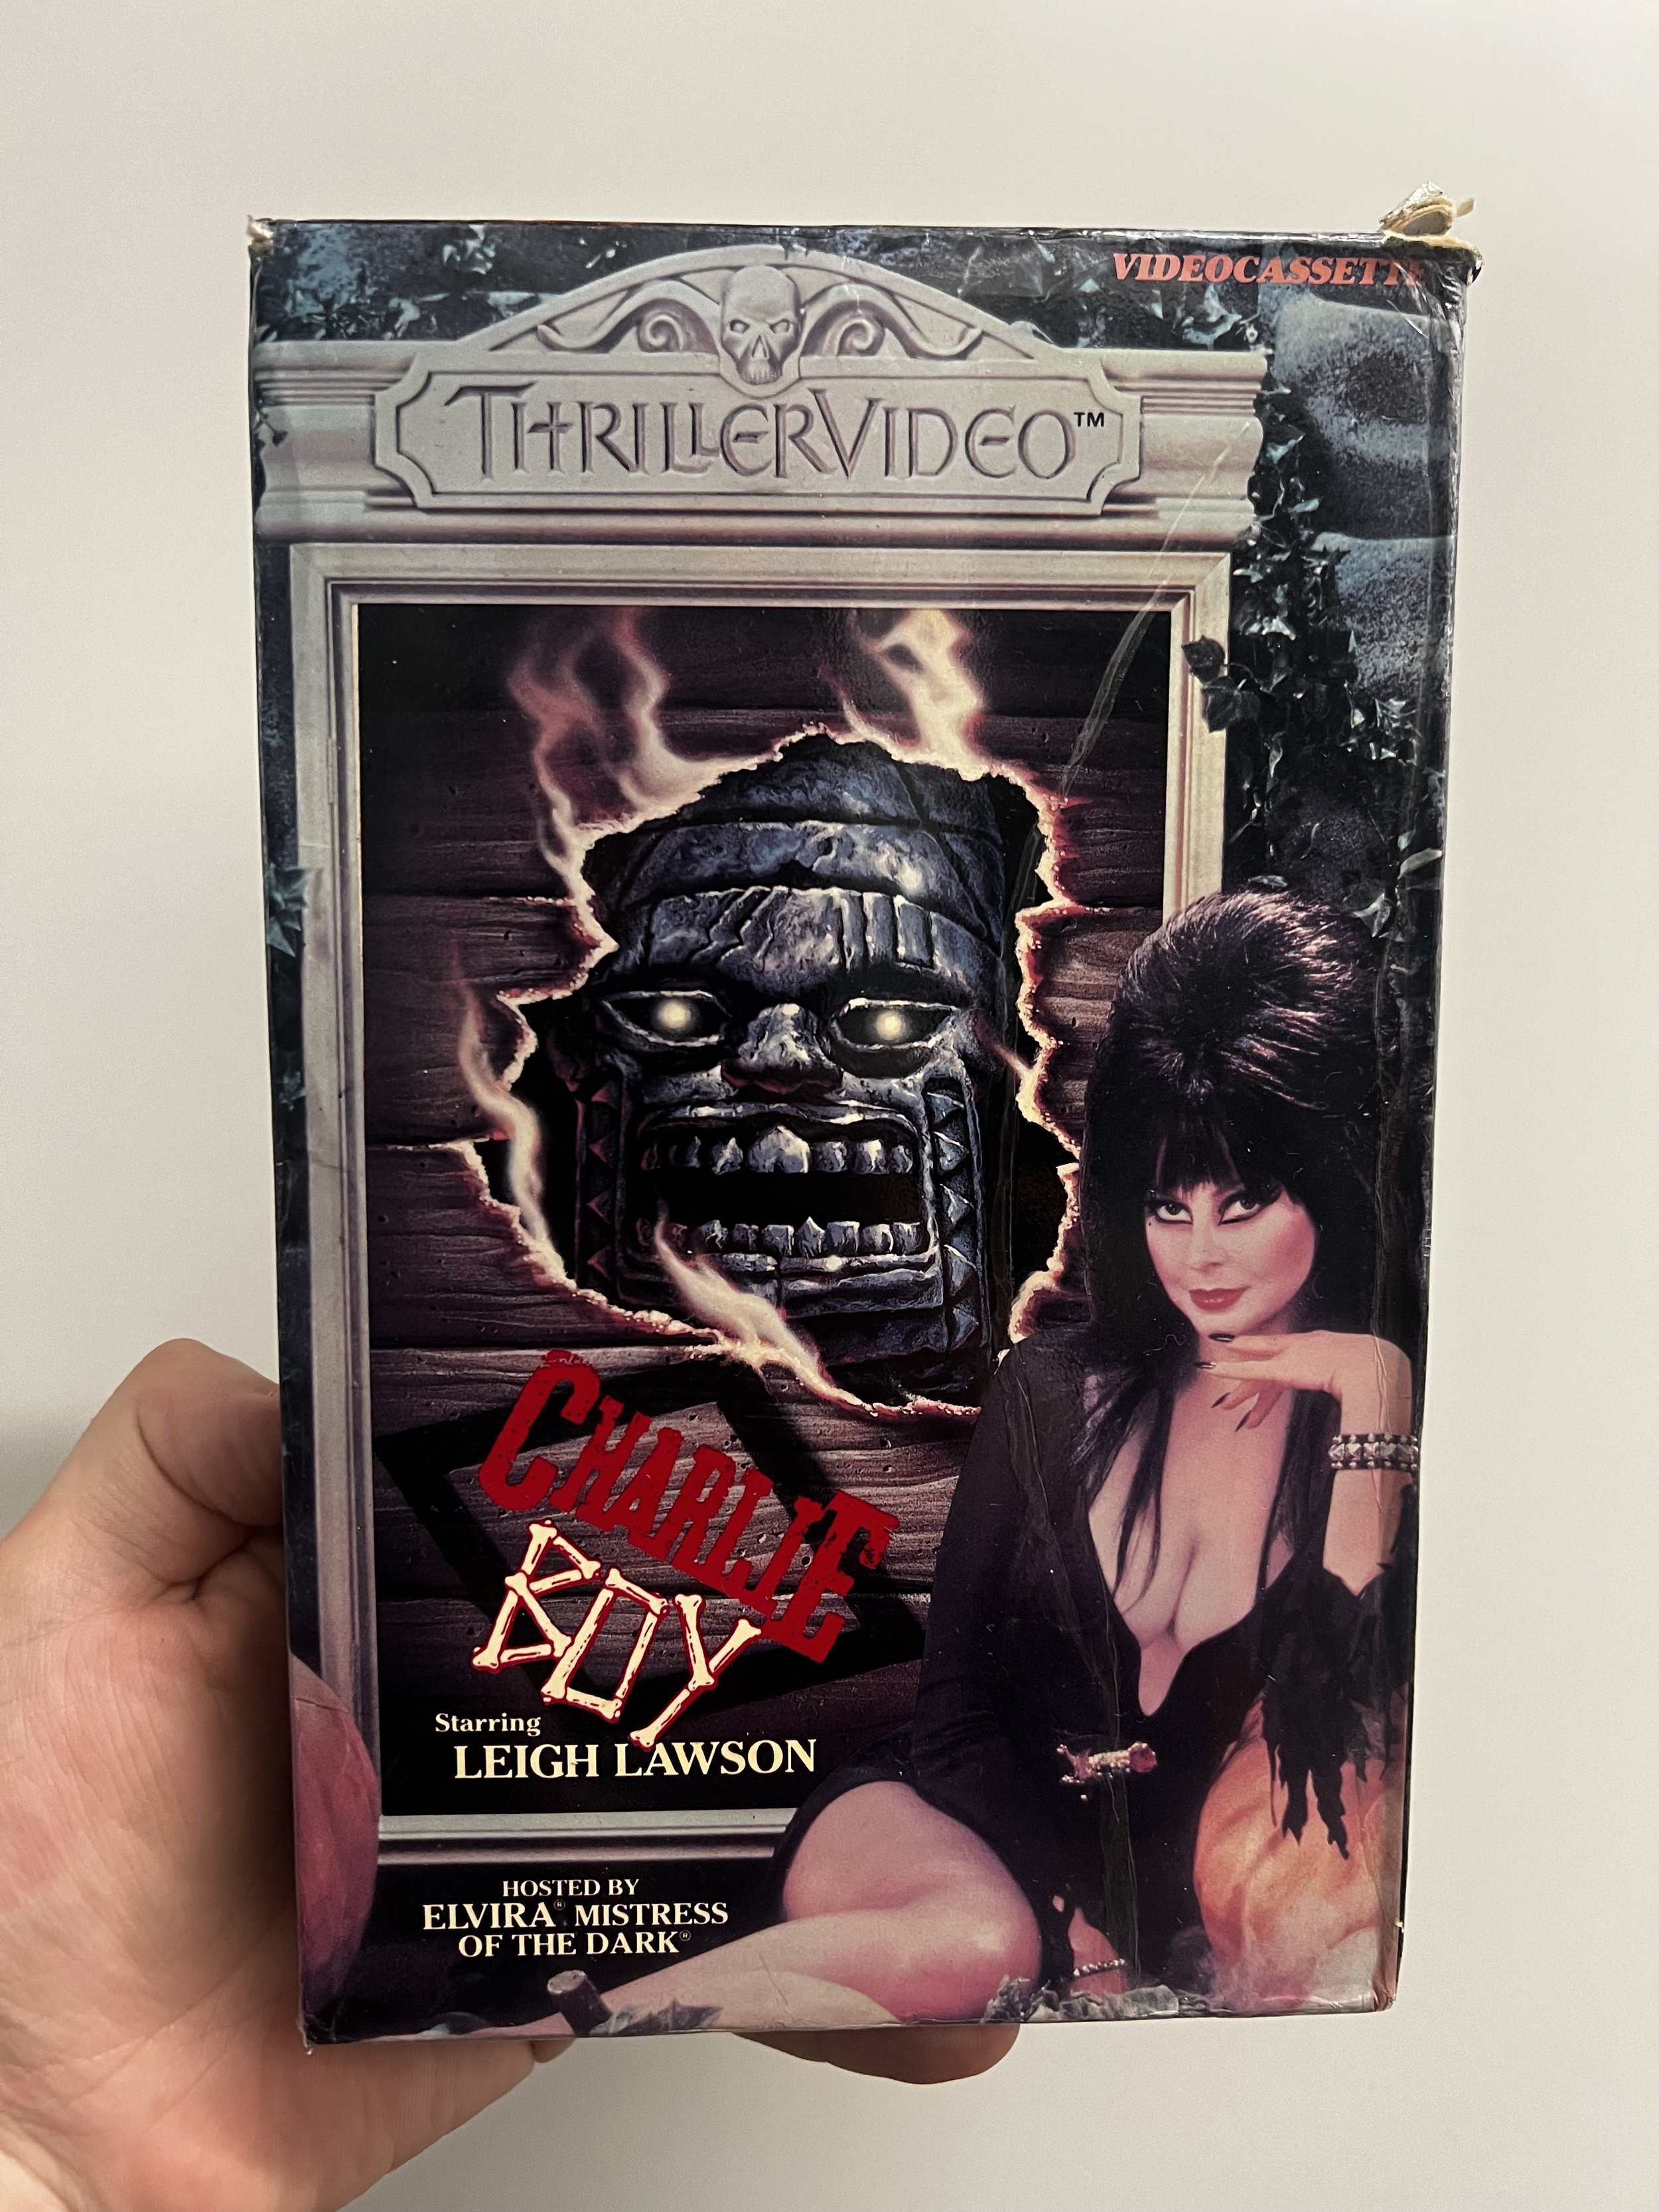 VIDEOCASSETTE
THRILLERVIDEO™
CHARLIE
BOY
Starring
LEIGH LAWSON
HOSTED BY
ELVIRA® MISTRESS
OF THE DARK®